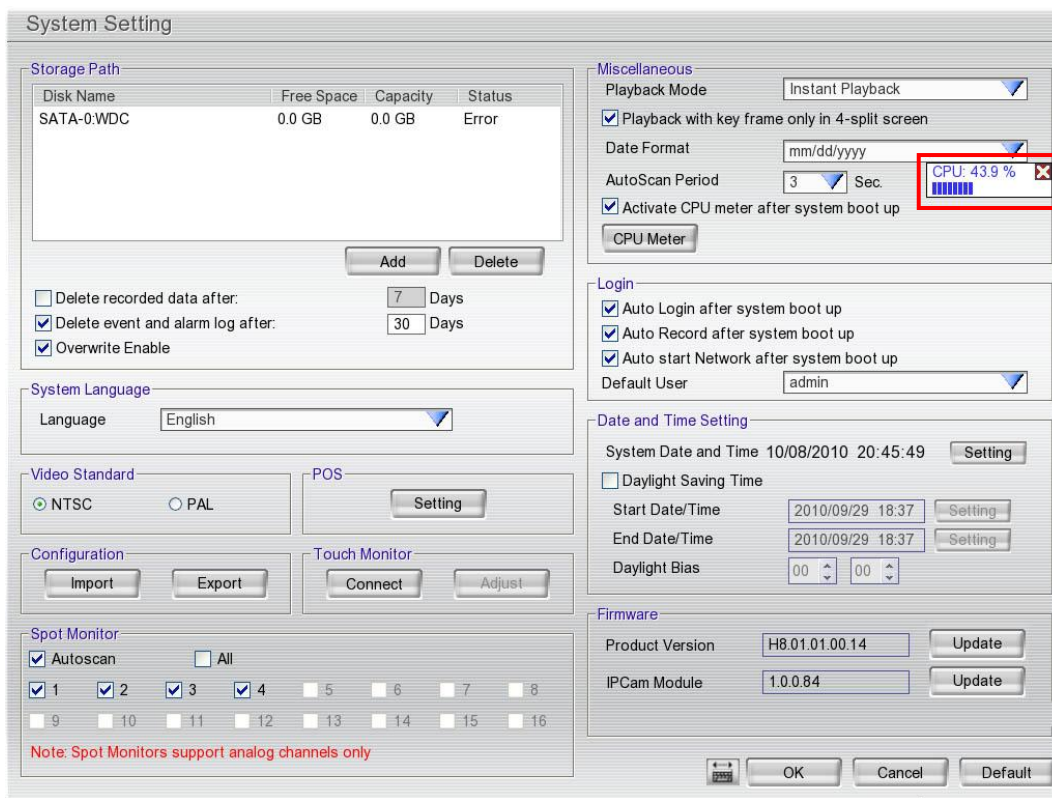 System Setting
Storage Path
Disk Name Free Space Capacity Status
SATA-0:WDC 0.0 GB 0.0 GB Error
Add Delete
Delete recorded data after: 7 Days
Delete event and alarm log after: 30 Days
Overwrite Enable
System Language
Language English
Video Standard
NTSC PAL
POS
Setting
Configuration
Import Export
Touch Monitor
Connect Adjust
Spot Monitor
Autoscan All
1 2 3 4 5 6 7 8
9 10 11 12 13 14 15 16
Note: Spot Monitors support analog channels only
Miscellaneous
Playback Mode Instant Playback
Playback with key frame only in 4-split screen
Date Format mm/dd/yyyy
CPU: 43.9 %
AutoScan Period 3 Sec.
Activate CPU meter after system boot up
CPU Meter
Login
Auto Login after system boot up
Auto Record after system boot up
Auto start Network after system boot up
Default User admin
Date and Time Setting
System Date and Time 10/08/2010 20:45:49 Setting
Daylight Saving Time
Start Date/Time 2010/09/29 18:37 Setting
End Date/Time 2010/09/29 18:37 Setting
Daylight Bias 00 00
Firmware
Product Version H8.01.01.00.14 Update
IPCam Module 1.0.0.84 Update
OK Cancel Default